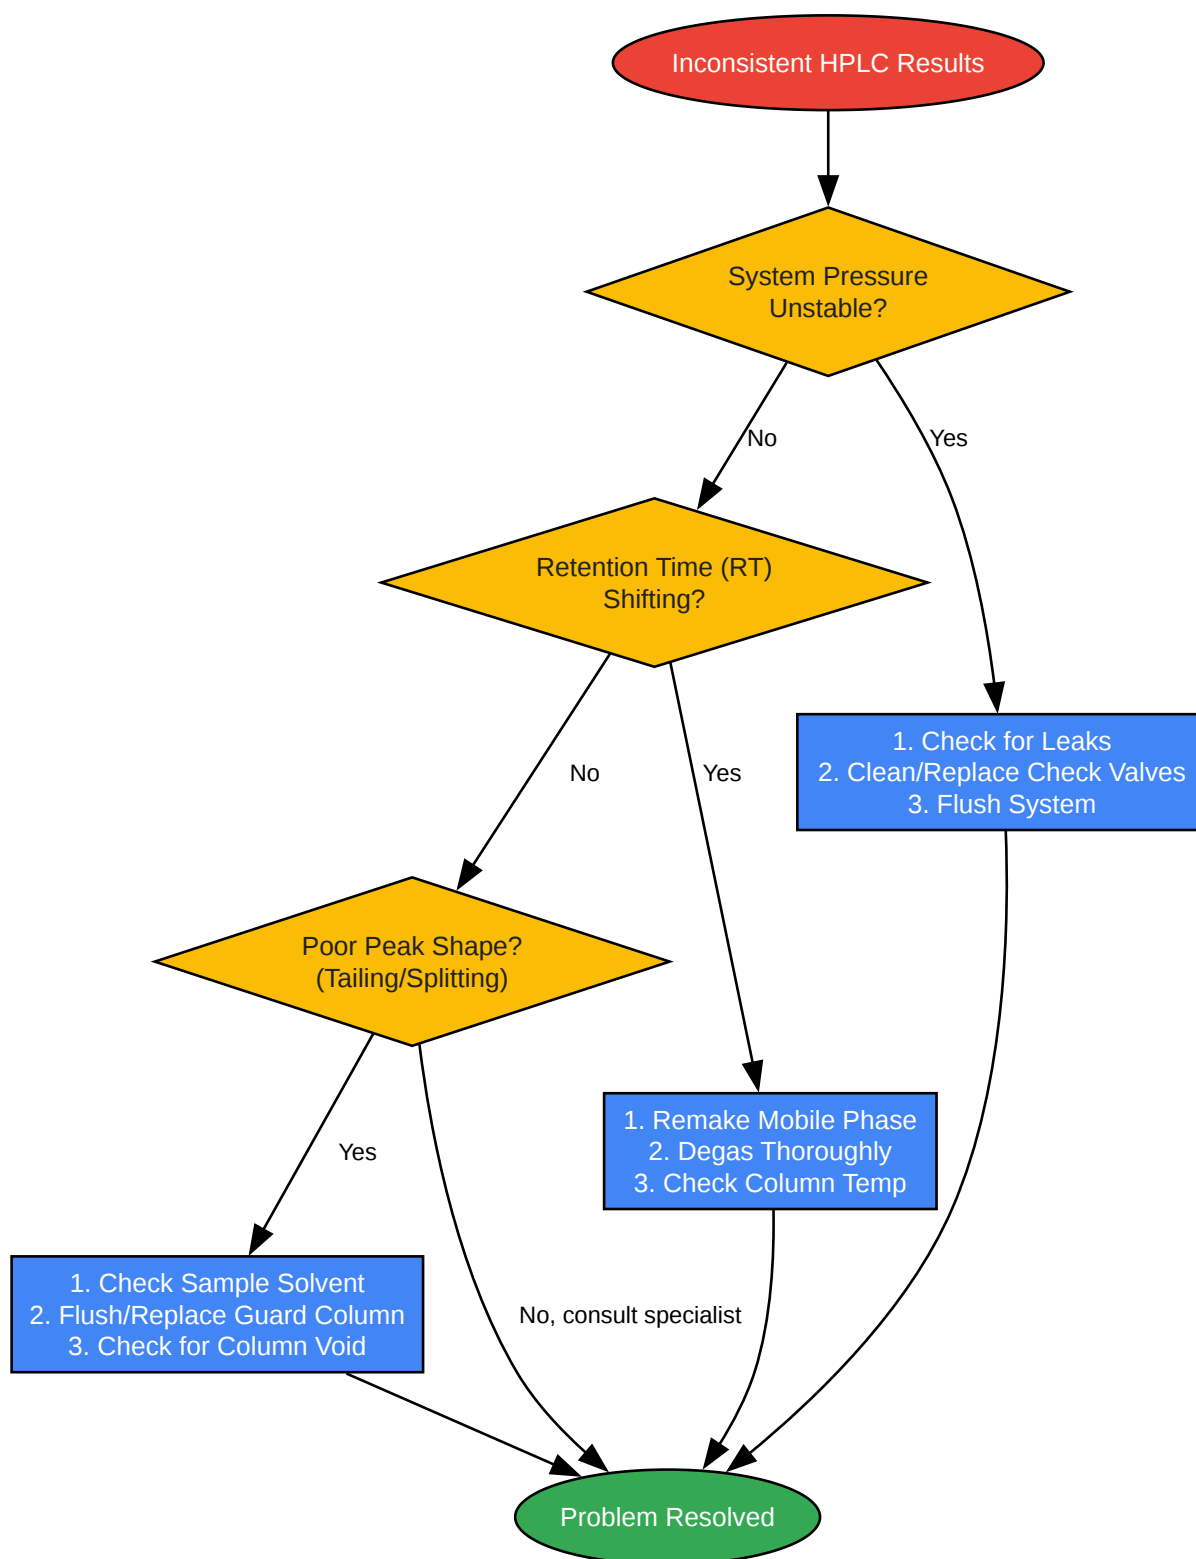 Inconsistent HPLC Results
System Pressure
Unstable?
No
Yes
Retention Time (RT)
Shifting?
No
Yes
1. Check for Leaks
2. Clean/Replace Check Valves
3. Flush System
Poor Peak Shape?
(Tailing/Splitting)
Yes
No, consult specialist
1. Remake Mobile Phase
2. Degas Thoroughly
3. Check Column Temp
1. Check Sample Solvent
2. Flush/Replace Guard Column
3. Check for Column Void
Problem Resolved